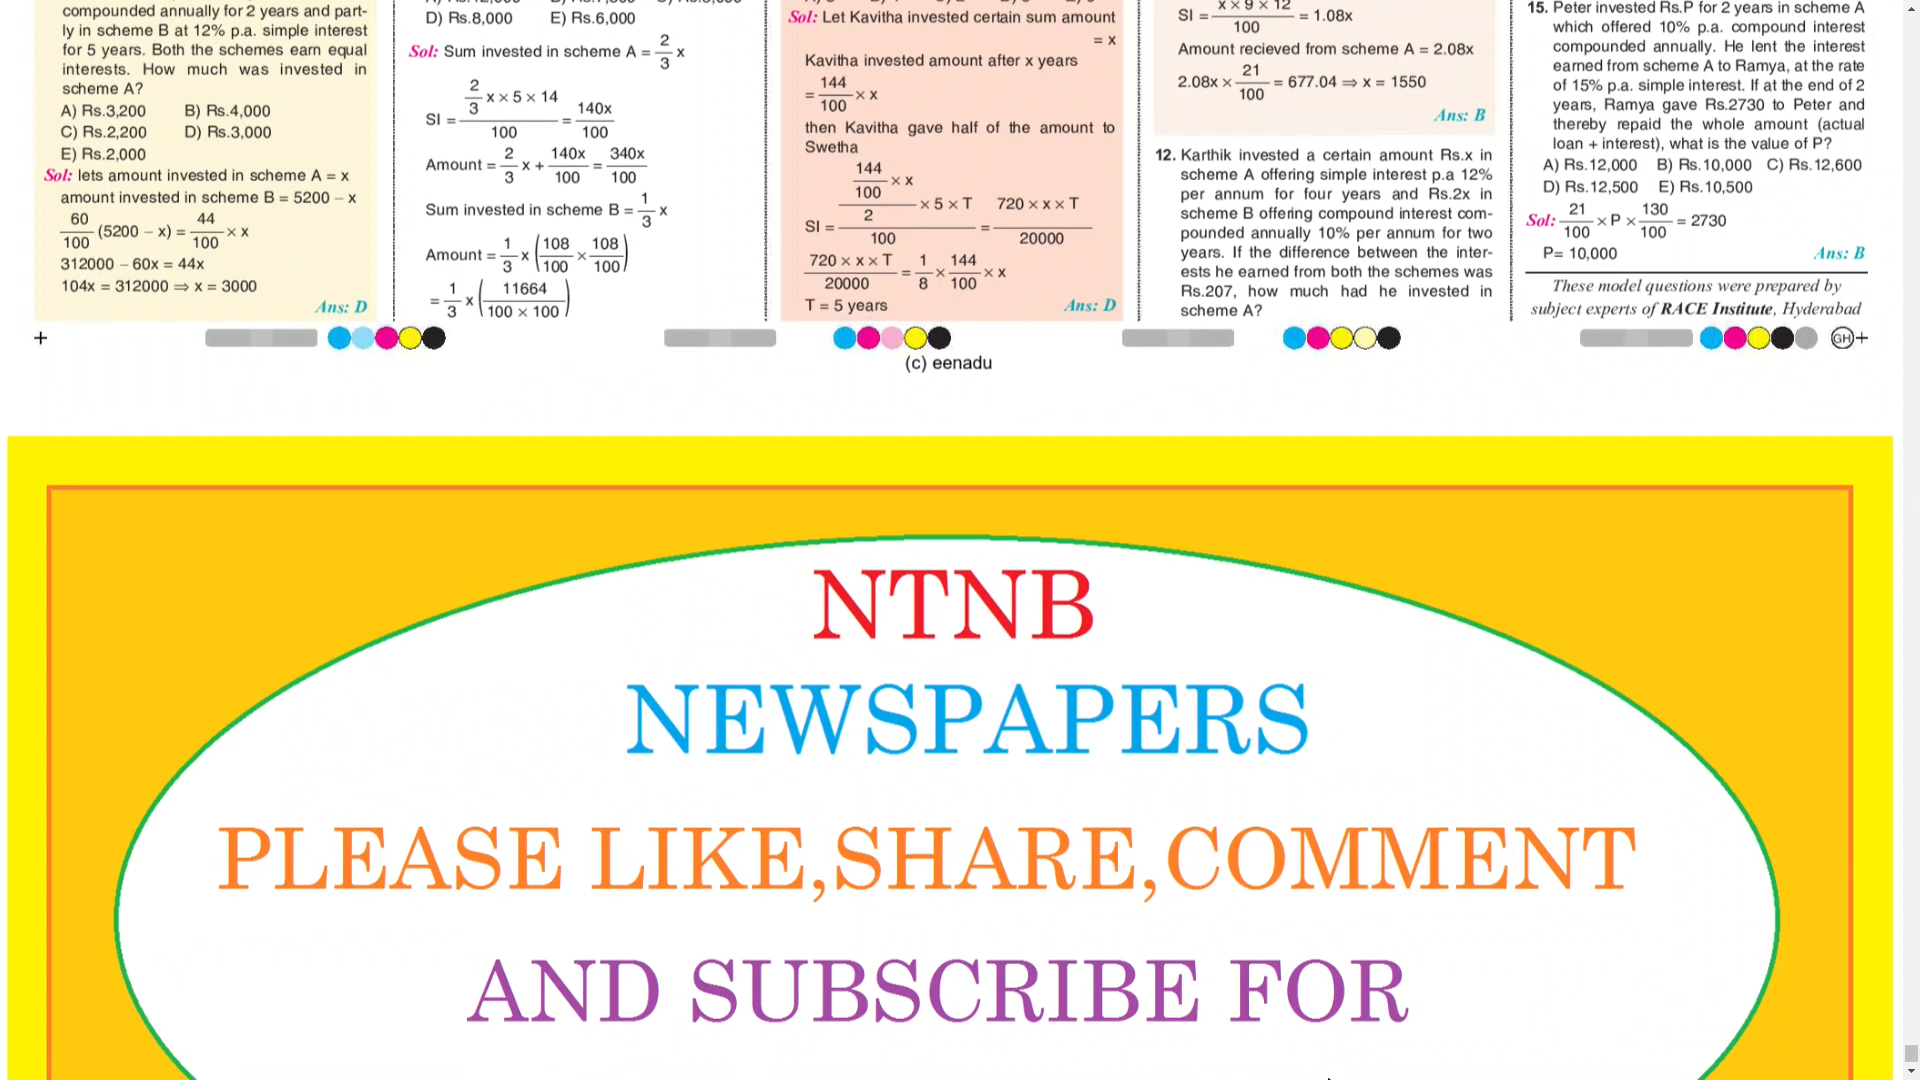 compounded annually for 2 years and part-
ly in scheme B at 12% p.a. simple interest
for 5 years. Both the schemes earn equal
interests. How much was invested in
scheme A?
A) Rs.3,200 B) Rs.4,000
C) Rs.2,200 D) Rs.3,000
E) Rs.2,000
Sol: lets amount invested in scheme A = x
amount invested in scheme B = 5200 – x
60/100 (5200 – x) = 44/100 × x
312000 – 60x = 44x
104x = 312000 ⇒ x = 3000
Ans: D
D) Rs.8,000 E) Rs.6,000
Sol: Sum invested in scheme A = 2/3 x
SI = (2/3 x × 5 × 14)/100 = 140x/100
Amount = 2/3 x + 140x/100 = 340x/100
Sum invested in scheme B = 1/3 x
Amount = 1/3 x (108/100 × 108/100)
= 1/3 x (11664/(100 × 100))
Sol: Let Kavitha invested certain sum amount
= x
Kavitha invested amount after x years
= 144/100 × x
then Kavitha gave half of the amount to
Swetha
SI = ((144/100 × x)/2 × 5 × T)/100 = (720 × x × T)/20000
(720 × x × T)/20000 = 1/8 × 144/100 × x
T = 5 years
Ans: D
SI = (x × 9 × 12)/100 = 1.08x
Amount recieved from scheme A = 2.08x
2.08x × 21/100 = 677.04 ⇒ x = 1550
Ans: B
12. Karthik invested a certain amount Rs.x in
scheme A offering simple interest p.a 12%
per annum for four years and Rs.2x in
scheme B offering compound interest com-
pounded annually 10% per annum for two
years. If the difference between the inter-
ests he earned from both the schemes was
Rs.207, how much had he invested in
scheme A?
15. Peter invested Rs.P for 2 years in scheme A
which offered 10% p.a. compound interest
compounded annually. He lent the interest
earned from scheme A to Ramya, at the rate
of 15% p.a. simple interest. If at the end of 2
years, Ramya gave Rs.2730 to Peter and
thereby repaid the whole amount (actual
loan + interest), what is the value of P?
A) Rs.12,000 B) Rs.10,000 C) Rs.12,600
D) Rs.12,500 E) Rs.10,500
Sol: 21/100 × P × 130/100 = 2730
P= 10,000 Ans: B
These model questions were prepared by
subject experts of RACE Institute, Hyderabad
GH
(c) eenadu
NTNB
NEWSPAPERS
PLEASE LIKE,SHARE,COMMENT
AND SUBSCRIBE FOR